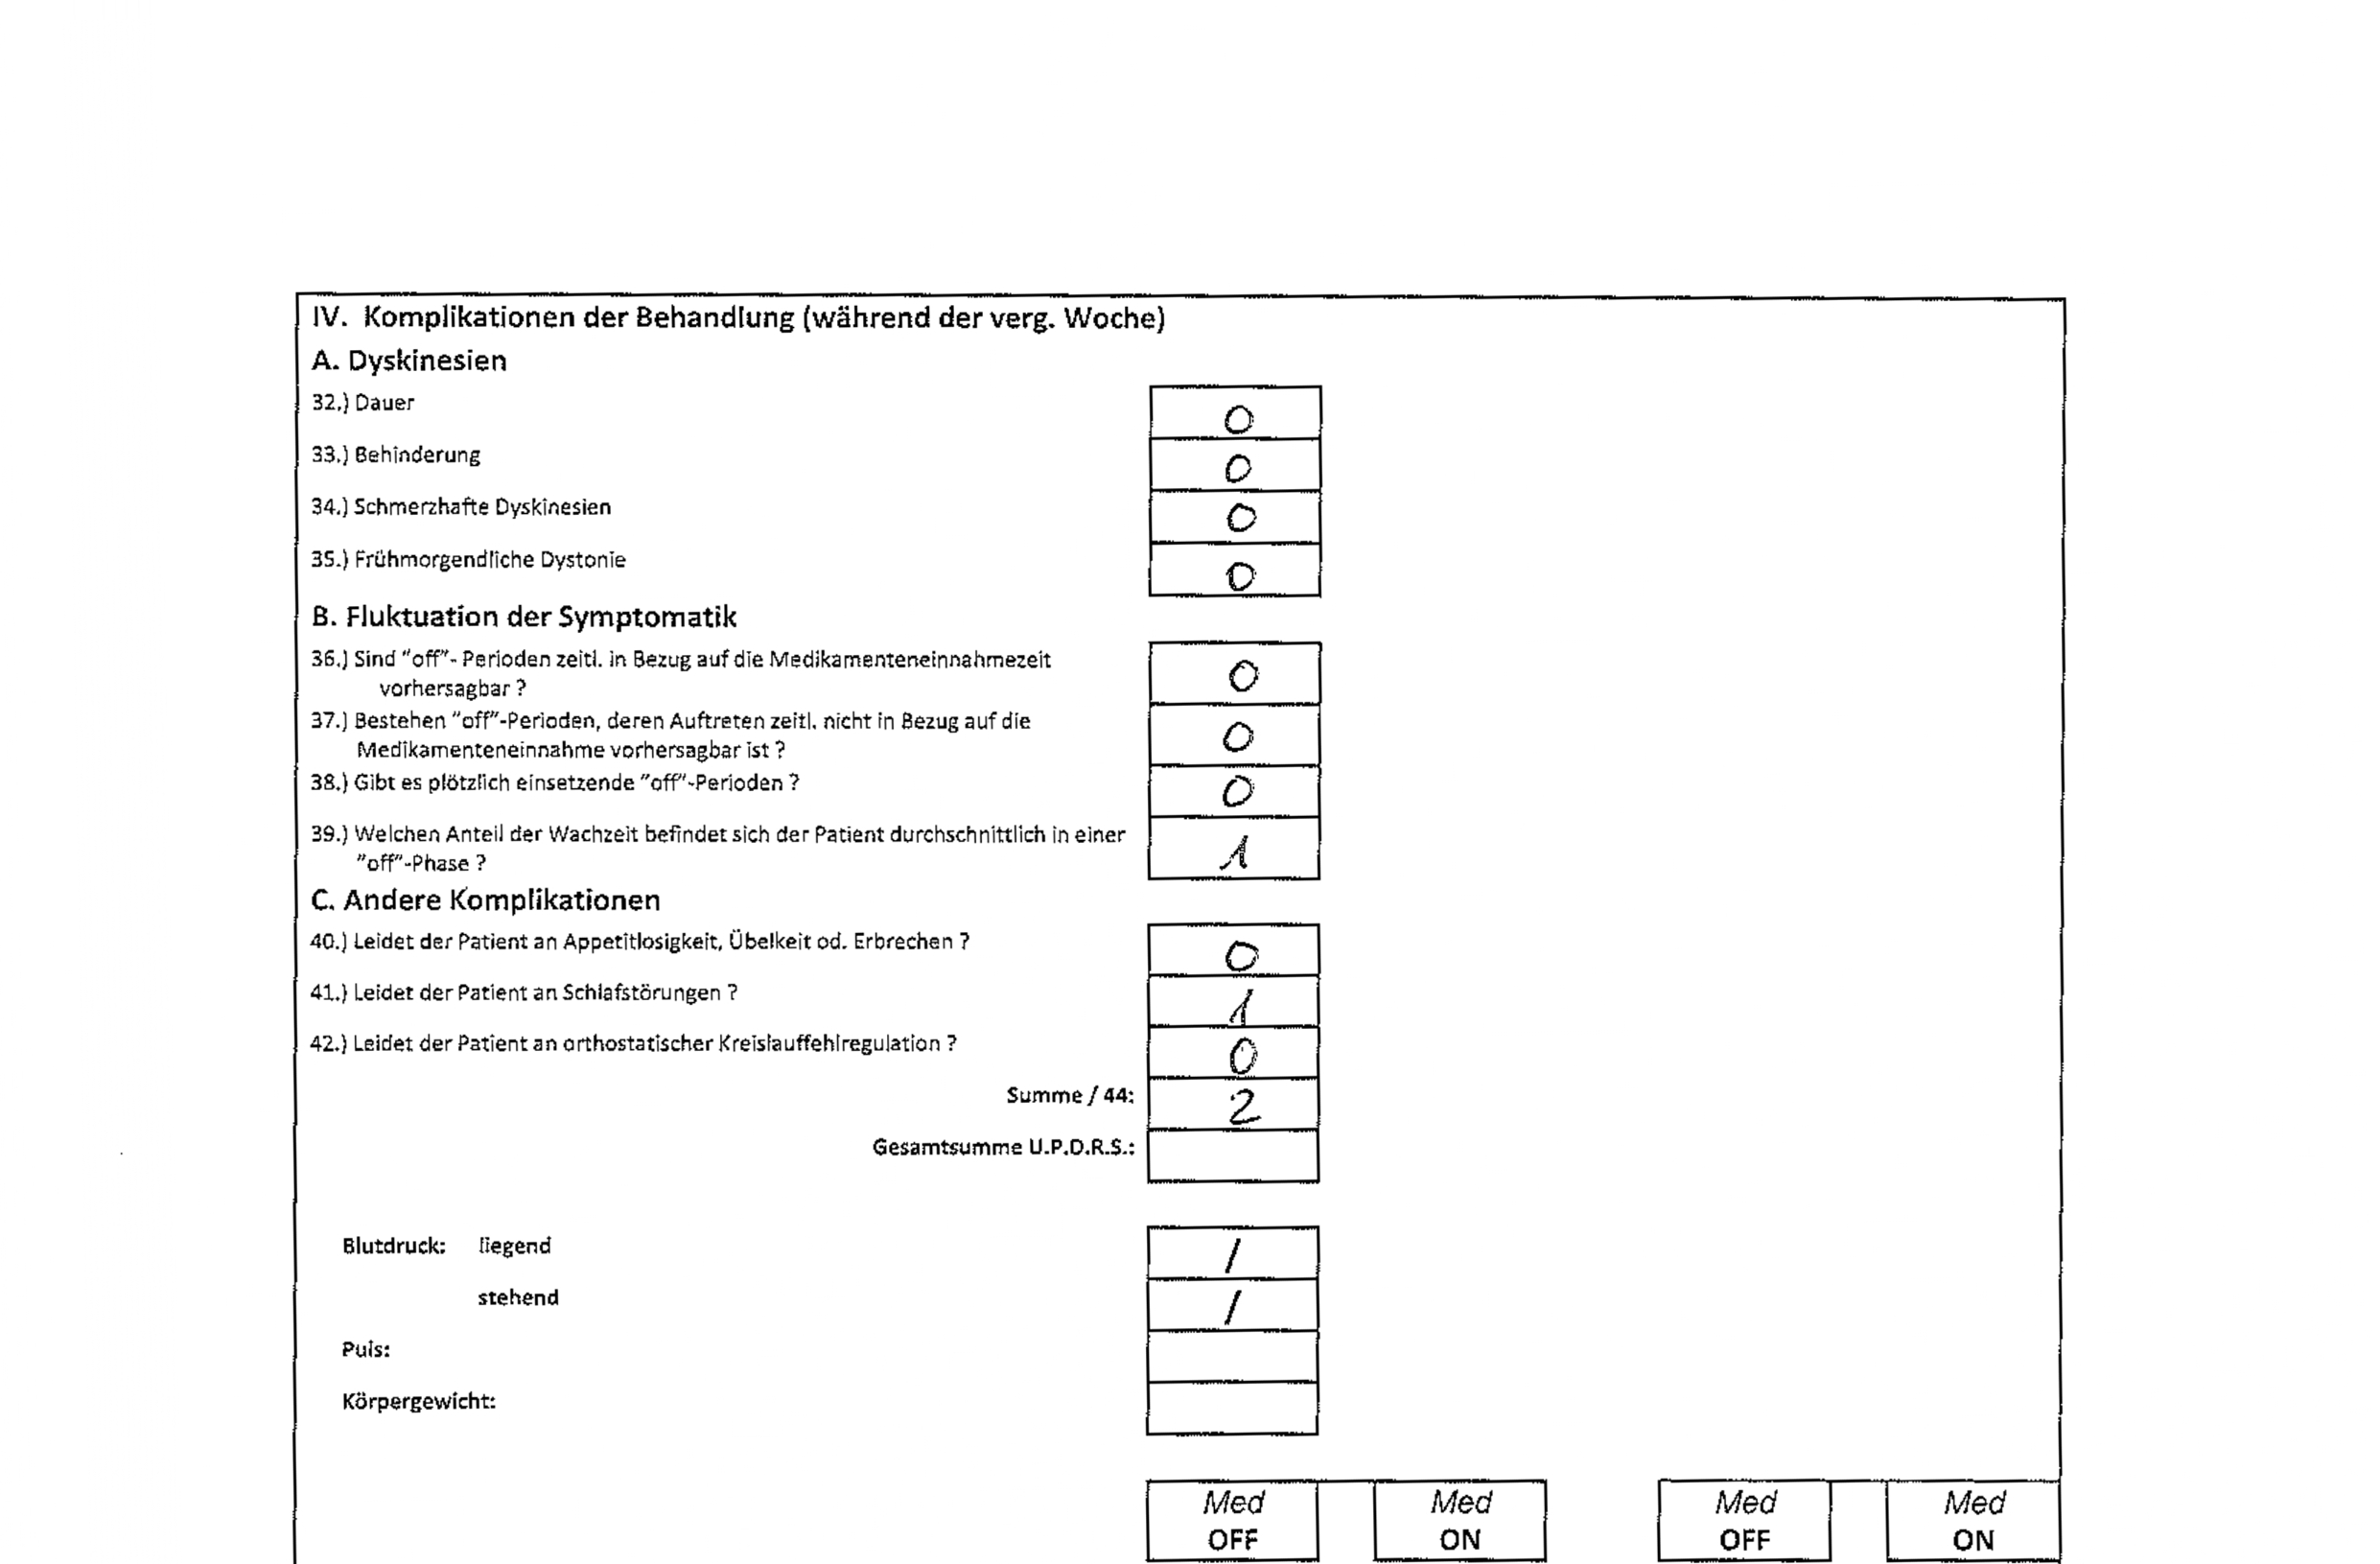 IV. Komplikationen der Behandlung (während der verg. Woche)
A. Dyskinesien
32.) Dauer 0
33.) Behinderung 0
34.) Schmerzhafte Dyskinesien 0
35.) Frühmorgendliche Dystonie 0
B. Fluktuation der Symptomatik
36.) Sind "off"- Perioden zeitl. in Bezug auf die Medikamenteneinnahmezeit
vorhersagbar ? 0
37.) Bestehen "off"-Perioden, deren Auftreten zeitl. nicht in Bezug auf die
Medikamenteneinnahme vorhersagbar ist ? 0
38.) Gibt es plötzlich einsetzende "off"-Perioden ? 0
39.) Welchen Anteil der Wachzeit befindet sich der Patient durchschnittlich in einer
"off"-Phase ? 1
C. Andere Komplikationen
40.) Leidet der Patient an Appetitlosigkeit, Übelkeit od. Erbrechen ? 0
41.) Leidet der Patient an Schlafstörungen ? 1
42.) Leidet der Patient an orthostatischer Kreislauffehlregulation ? 0
Summe / 44: 2
Gesamtsumme U.P.D.R.S.:
Blutdruck: liegend /
stehend /
Puls:
Körpergewicht:
Med Med Med Med
OFF ON OFF ON